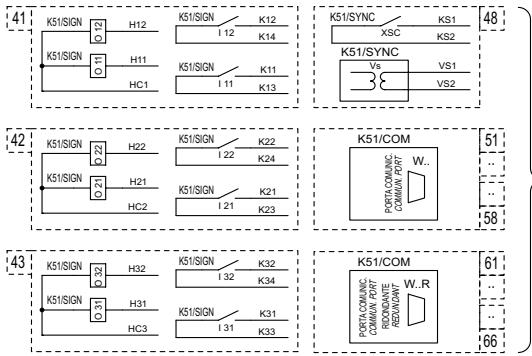 41
K51/SIGN
O 12
H12
K51/SIGN
O 11
H11
HC1
K51/SIGN
K12
I 12
K14
K51/SIGN
K11
I 11
K13
K51/SYNC
KS1
48
XSC
KS2
K51/SYNC
Vs
VS1
VS2
42
K51/SIGN
O 22
H22
K51/SIGN
O 21
H21
HC2
K51/SIGN
K22
I 22
K24
K51/SIGN
K21
I 21
K23
K51/COM
PORTA COMUNIC.
COMMUN. PORT
W..
51
..
..
58
43
K51/SIGN
O 32
H32
K51/SIGN
O 31
H31
HC3
K51/SIGN
K32
I 32
K34
K51/SIGN
K31
I 31
K33
K51/COM
PORTA COMUNIC.
COMMUN. PORT
RIDONDANTE
REDUNDANT
W..R
61
..
..
66